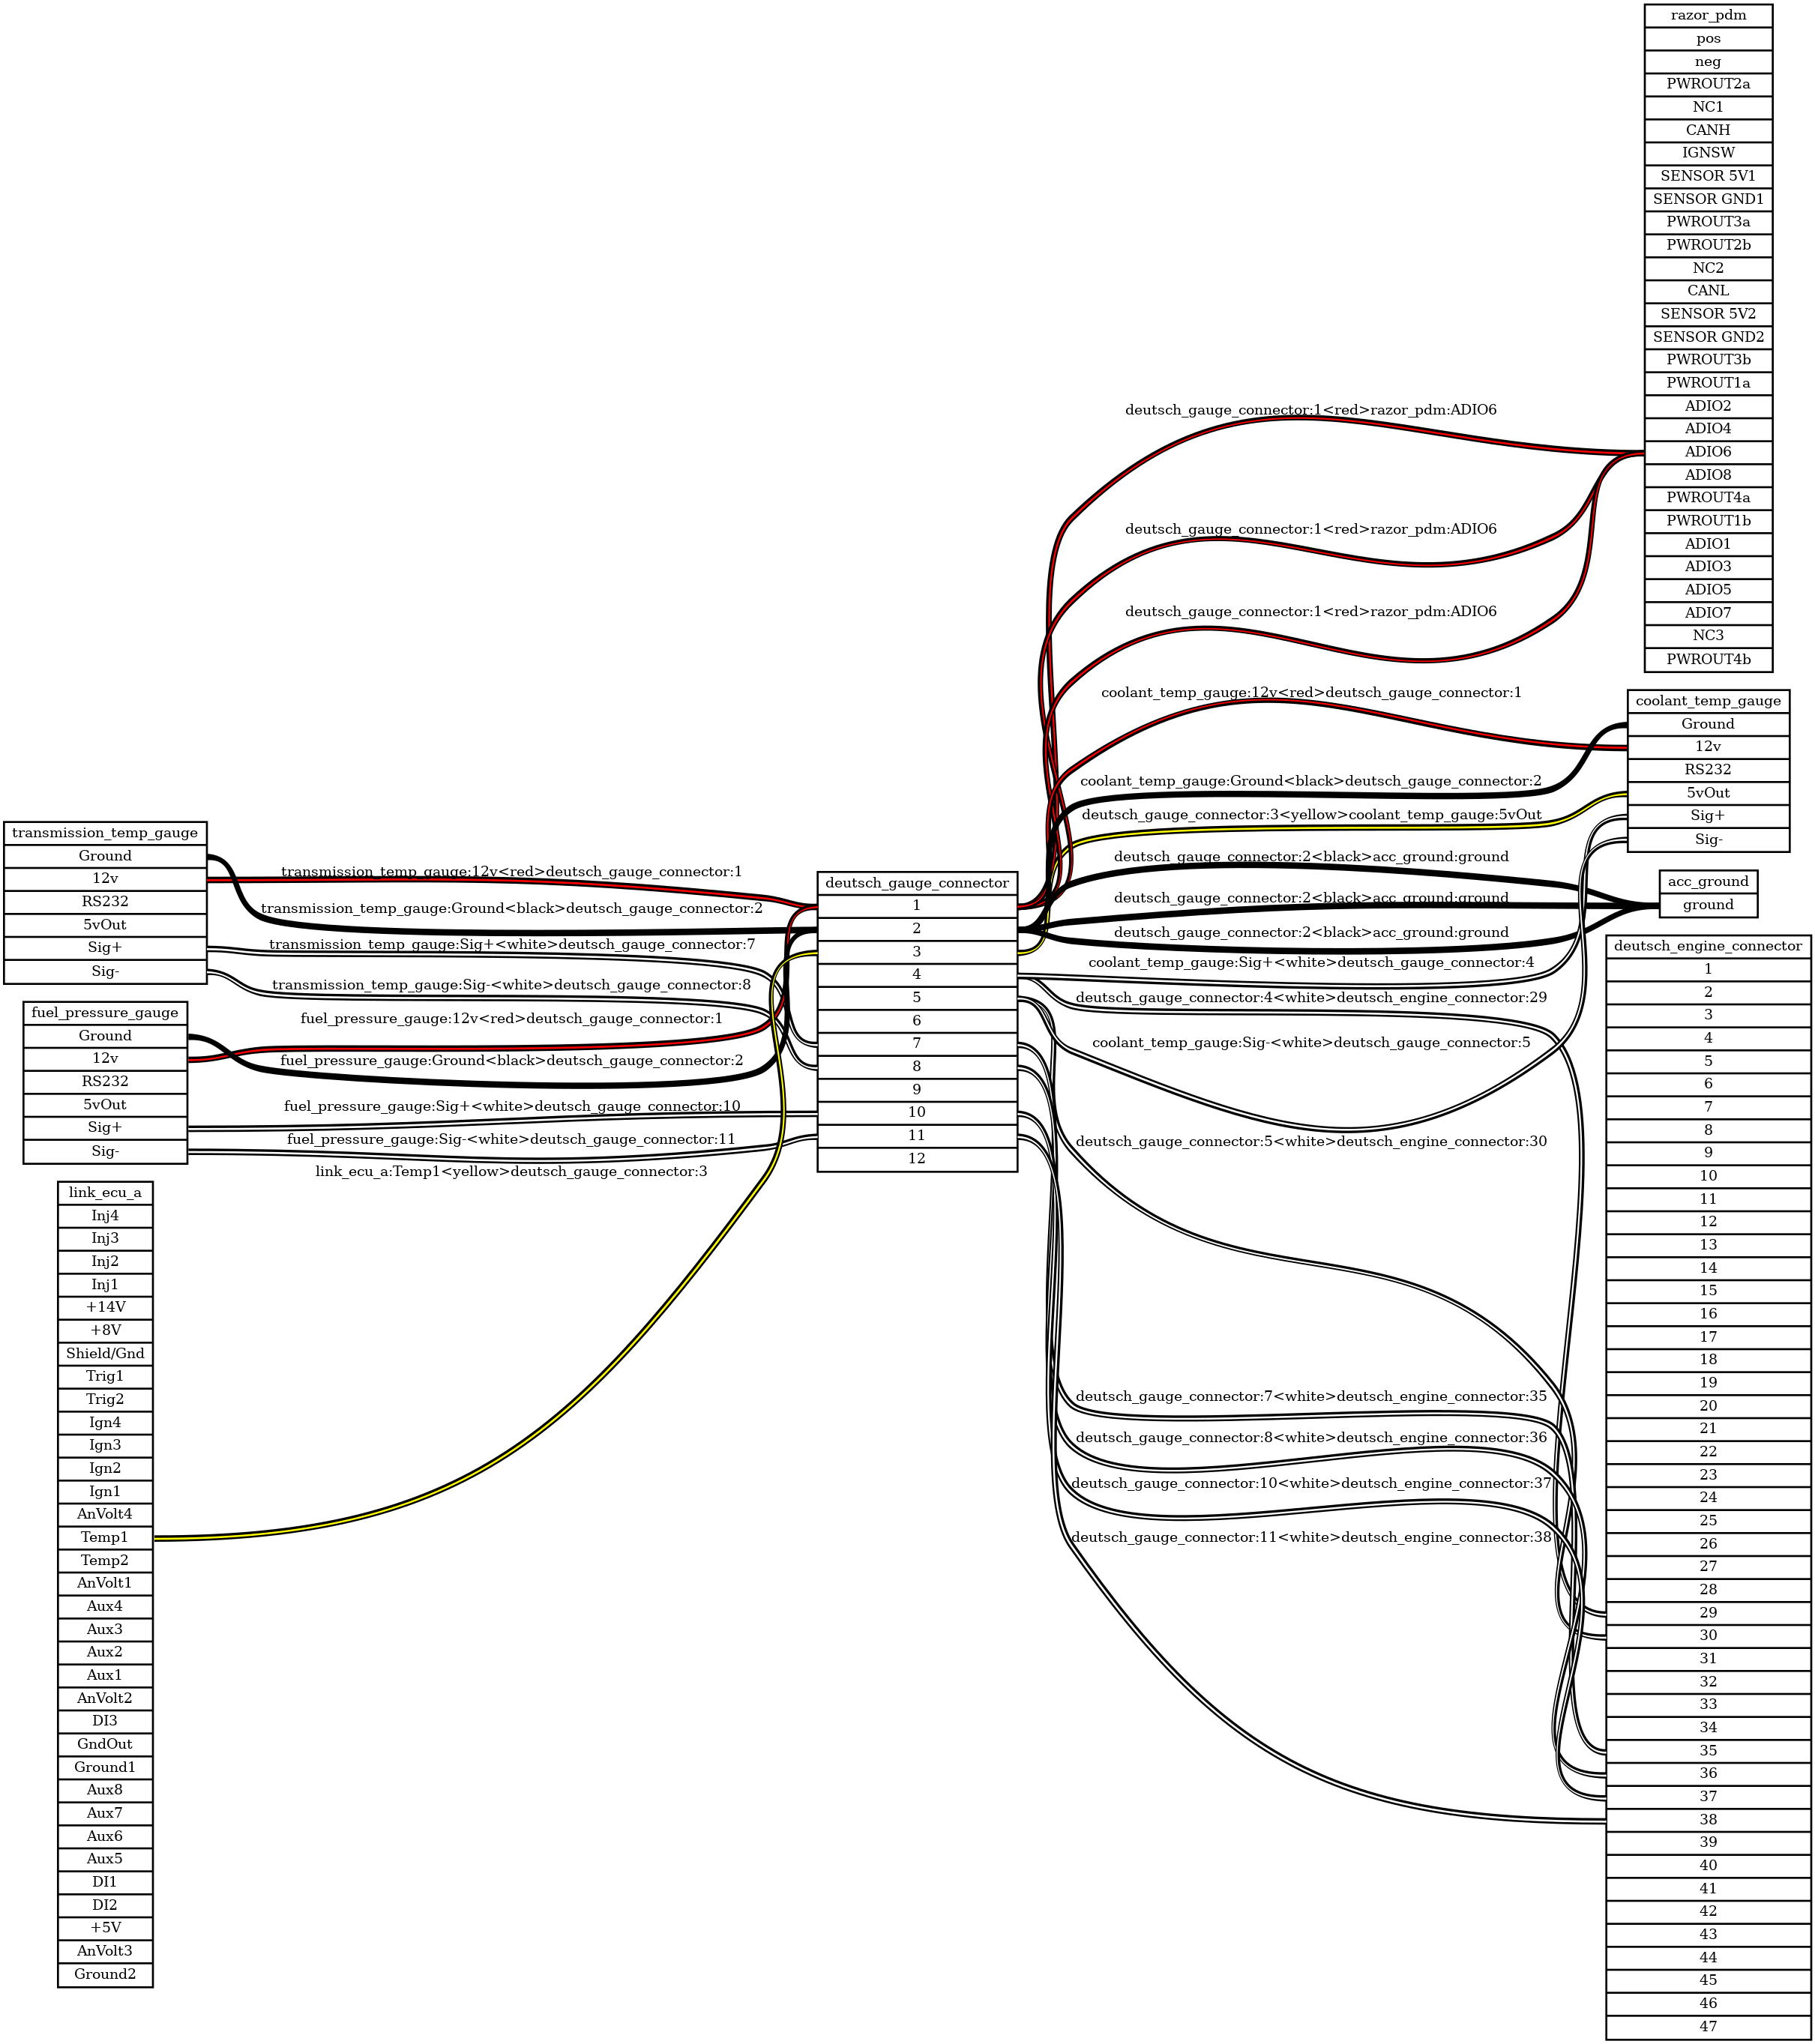 transmission_temp_gauge
Ground
12v
RS232
5vOut
Sig+
Sig-
fuel_pressure_gauge
Ground
12v
RS232
5vOut
Sig+
Sig-
link_ecu_a
Inj4
Inj3
Inj2
Inj1
+14V
+8V
Shield/Gnd
Trig1
Trig2
Ign4
Ign3
Ign2
Ign1
AnVolt4
Temp1
Temp2
AnVolt1
Aux4
Aux3
Aux2
Aux1
AnVolt2
DI3
GndOut
Ground1
Aux8
Aux7
Aux6
Aux5
DI1
DI2
+5V
AnVolt3
Ground2
transmission_temp_gauge:12v<red>deutsch_gauge_connector:1
transmission_temp_gauge:Ground<black>deutsch_gauge_connector:2
transmission_temp_gauge:Sig+<white>deutsch_gauge_connector:7
transmission_temp_gauge:Sig-<white>deutsch_gauge_connector:8
fuel_pressure_gauge:12v<red>deutsch_gauge_connector:1
fuel_pressure_gauge:Ground<black>deutsch_gauge_connector:2
fuel_pressure_gauge:Sig+<white>deutsch_gauge_connector:10
fuel_pressure_gauge:Sig-<white>deutsch_gauge_connector:11
link_ecu_a:Temp1<yellow>deutsch_gauge_connector:3
deutsch_gauge_connector
1
2
3
4
5
6
7
8
9
10
11
12
deutsch_gauge_connector:1<red>razor_pdm:ADIO6
deutsch_gauge_connector:1<red>razor_pdm:ADIO6
deutsch_gauge_connector:1<red>razor_pdm:ADIO6
coolant_temp_gauge:12v<red>deutsch_gauge_connector:1
coolant_temp_gauge:Ground<black>deutsch_gauge_connector:2
deutsch_gauge_connector:3<yellow>coolant_temp_gauge:5vOut
deutsch_gauge_connector:2<black>acc_ground:ground
deutsch_gauge_connector:2<black>acc_ground:ground
deutsch_gauge_connector:2<black>acc_ground:ground
coolant_temp_gauge:Sig+<white>deutsch_gauge_connector:4
deutsch_gauge_connector:4<white>deutsch_engine_connector:29
coolant_temp_gauge:Sig-<white>deutsch_gauge_connector:5
deutsch_gauge_connector:5<white>deutsch_engine_connector:30
deutsch_gauge_connector:7<white>deutsch_engine_connector:35
deutsch_gauge_connector:8<white>deutsch_engine_connector:36
deutsch_gauge_connector:10<white>deutsch_engine_connector:37
deutsch_gauge_connector:11<white>deutsch_engine_connector:38
razor_pdm
pos
neg
PWROUT2a
NC1
CANH
IGNSW
SENSOR 5V1
SENSOR GND1
PWROUT3a
PWROUT2b
NC2
CANL
SENSOR 5V2
SENSOR GND2
PWROUT3b
PWROUT1a
ADIO2
ADIO4
ADIO6
ADIO8
PWROUT4a
PWROUT1b
ADIO1
ADIO3
ADIO5
ADIO7
NC3
PWROUT4b
coolant_temp_gauge
Ground
12v
RS232
5vOut
Sig+
Sig-
acc_ground
ground
deutsch_engine_connector
1
2
3
4
5
6
7
8
9
10
11
12
13
14
15
16
17
18
19
20
21
22
23
24
25
26
27
28
29
30
31
32
33
34
35
36
37
38
39
40
41
42
43
44
45
46
47